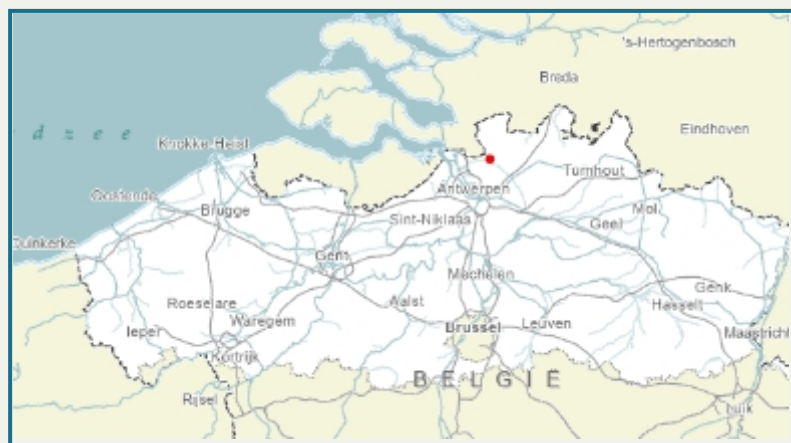 's-Hertogenbosch
Breda
d z e e
Eindhoven
Knokke-Heist
Turnhout
Oostende
Antwerpen
Brugge
Sint-Niklaas
Mol
Geel
Duinkerke
Gent
Mechelen
Genk
Roeselare
Aalst
Hasselt
Ieper
Waregem
Brussel
Leuven
Maastricht
Kortrijk
BELGIË
Rijsel
Luik